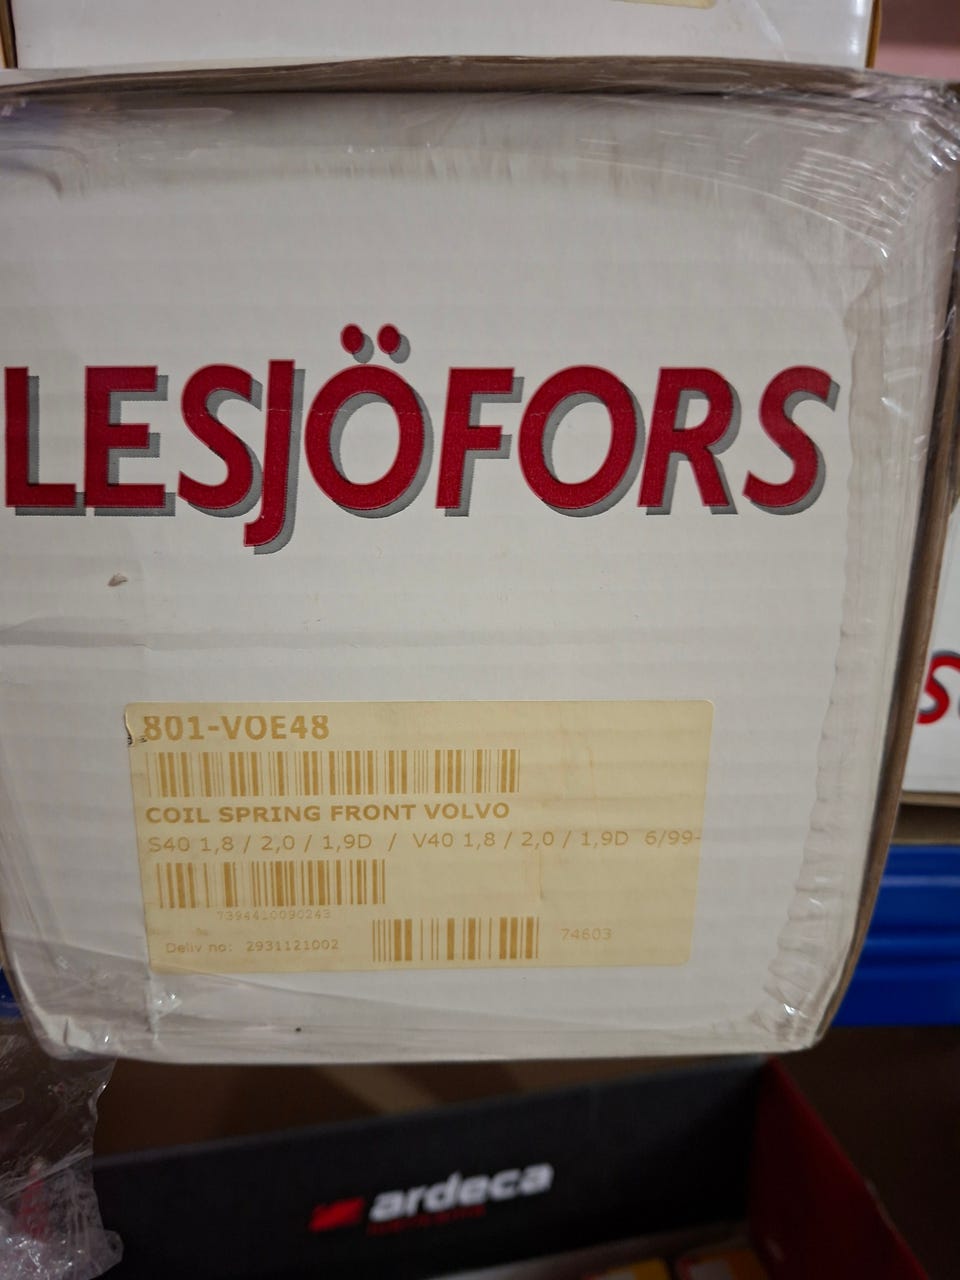 LESJÖFORS
801-VOE48
COIL SPRING FRONT VOLVO
S40 1,8 / 2,0 / 1,9D / V40 1,8 / 2,0 / 1,9D 6/99-
7394410090243
Deliv no: 2931121002
74603
ardeca